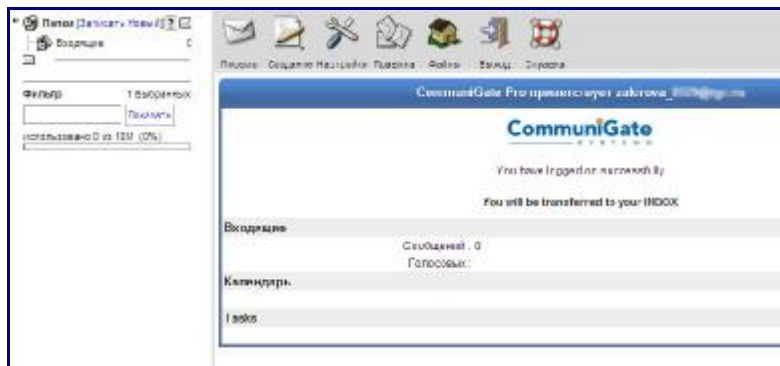 Папки [Записать Новый] ?
Входящие 0
Фильтр 1 Выбранных
Показать
использовано 0 из 10М (0%)
Письма Создание Настройки Правила Файлы Выход Справка
CommuniGate Pro приветствует zakirova_
CommuniGate
SYSTEMS
You have logged on successfully
You will be transferred to your INBOX
Входящие
Сообщений : 0
Голосовых :
Календарь
Tasks